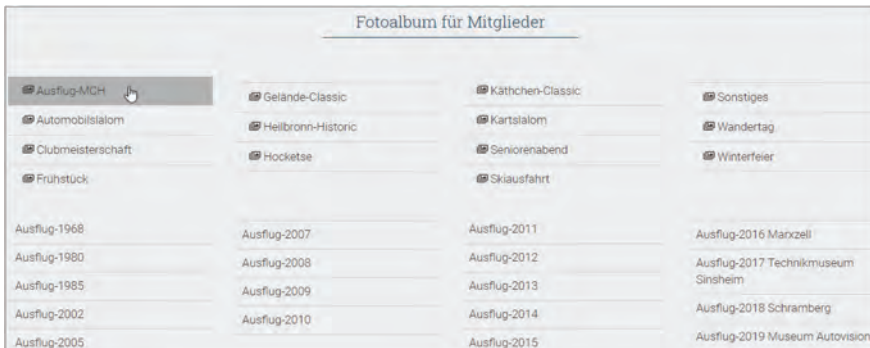 Fotoalbum für Mitglieder
Ausflug-MCH
Automobilslalom
Clubmeisterschaft
Frühstück
Gelände-Classic
Heilbronn-Historic
Hocketse
Käthchen-Classic
Kartslalom
Seniorenabend
Skiausfahrt
Sonstiges
Wandertag
Winterfeier
Ausflug-1968
Ausflug-1980
Ausflug-1985
Ausflug-2002
Ausflug-2005
Ausflug-2007
Ausflug-2008
Ausflug-2009
Ausflug-2010
Ausflug-2011
Ausflug-2012
Ausflug-2013
Ausflug-2014
Ausflug-2015
Ausflug-2016 Marxzell
Ausflug-2017 Technikmuseum
Sinsheim
Ausflug-2018 Schramberg
Ausflug-2019 Museum Autovision